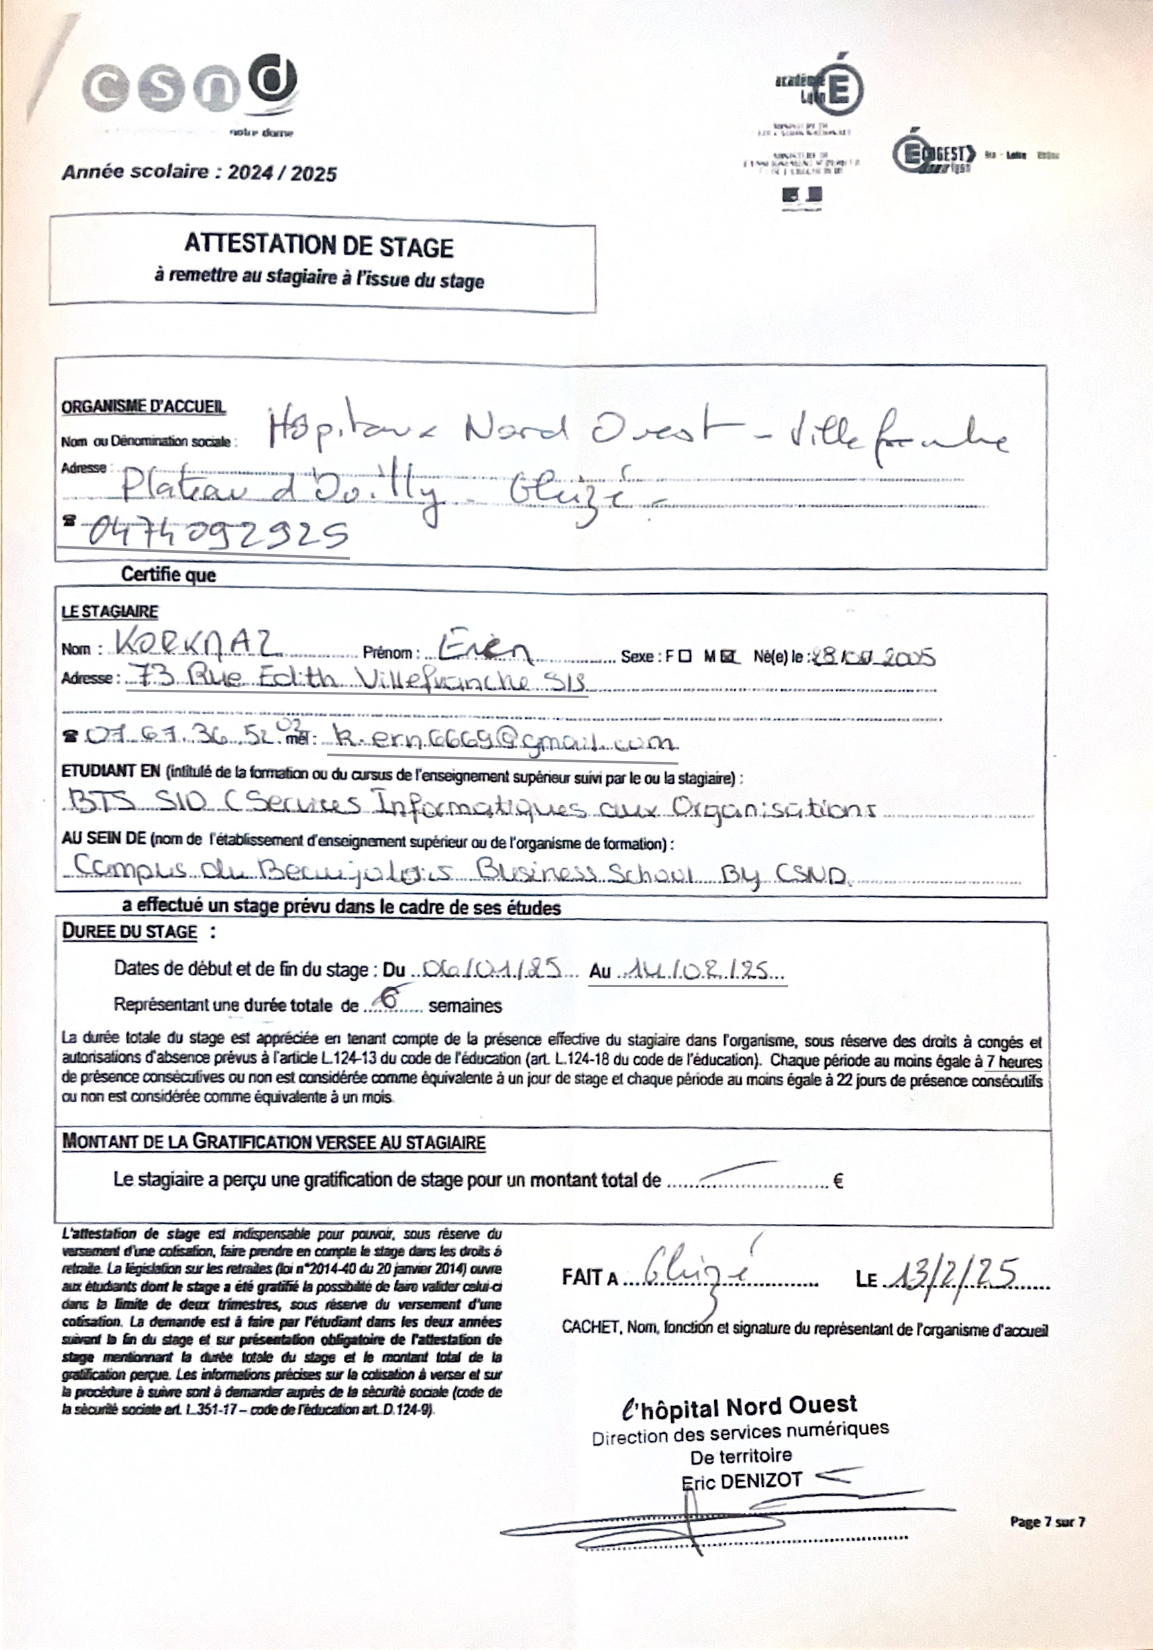 csnd
notre dame
académie
Lyon
Année scolaire : 2024 / 2025
ATTESTATION DE STAGE
à remettre au stagiaire à l'issue du stage
ORGANISME D'ACCUEIL
Nom ou Dénomination sociale : Hôpitaux Nord Ouest - Villefranche
Adresse : Plateau d'Ouilly - Gleizé -
☎ 0474092925
Certifie que
LE STAGIAIRE
Nom : KORKMAZ Prénom : Eren Sexe : F ☐ M ☒ Né(e) le : 2005
Adresse : 73 Rue Edith Villefranche S/S
☎ 07.67.36.52.02 mél : k.ern.6669@gmail.com
ETUDIANT EN (intitulé de la formation ou du cursus de l'enseignement supérieur suivi par le ou la stagiaire) :
BTS SIO (Services Informatiques aux Organisations
AU SEIN DE (nom de l'établissement d'enseignement supérieur ou de l'organisme de formation) :
Campus du Beaujolais Business School By CSND
a effectué un stage prévu dans le cadre de ses études
DUREE DU STAGE :
Dates de début et de fin du stage : Du 06/01/25 Au 14/02/25
Représentant une durée totale de 6 semaines
La durée totale du stage est appréciée en tenant compte de la présence effective du stagiaire dans l'organisme, sous réserve des droits à congés et
autorisations d'absence prévus à l'article L.124-13 du code de l'éducation (art. L.124-18 du code de l'éducation). Chaque période au moins égale à 7 heures
de présence consécutives ou non est considérée comme équivalente à un jour de stage et chaque période au moins égale à 22 jours de présence consécutifs
ou non est considérée comme équivalente à un mois.
MONTANT DE LA GRATIFICATION VERSEE AU STAGIAIRE
Le stagiaire a perçu une gratification de stage pour un montant total de €
L'attestation de stage est indispensable pour pouvoir, sous réserve du
versement d'une cotisation, faire prendre en compte le stage dans les droits à
retraite. La législation sur les retraites (loi n°2014-40 du 20 janvier 2014) ouvre
aux étudiants dont le stage a été gratifié la possibilité de faire valider celui-ci
dans la limite de deux trimestres, sous réserve du versement d'une
cotisation. La demande est à faire par l'étudiant dans les deux années
suivant la fin du stage et sur présentation obligatoire de l'attestation de
stage mentionnant la durée totale du stage et le montant total de la
gratification perçue. Les informations précises sur la cotisation à verser et sur
la procédure à suivre sont à demander auprès de la sécurité sociale (code de
la sécurité sociale art. L.351-17 – code de l'éducation art. D.124-9).
FAIT A Gleizé LE 13/2/25
CACHET, Nom, fonction et signature du représentant de l'organisme d'accueil
l'hôpital Nord Ouest
Direction des services numériques
De territoire
Eric DENIZOT
Page 7 sur 7